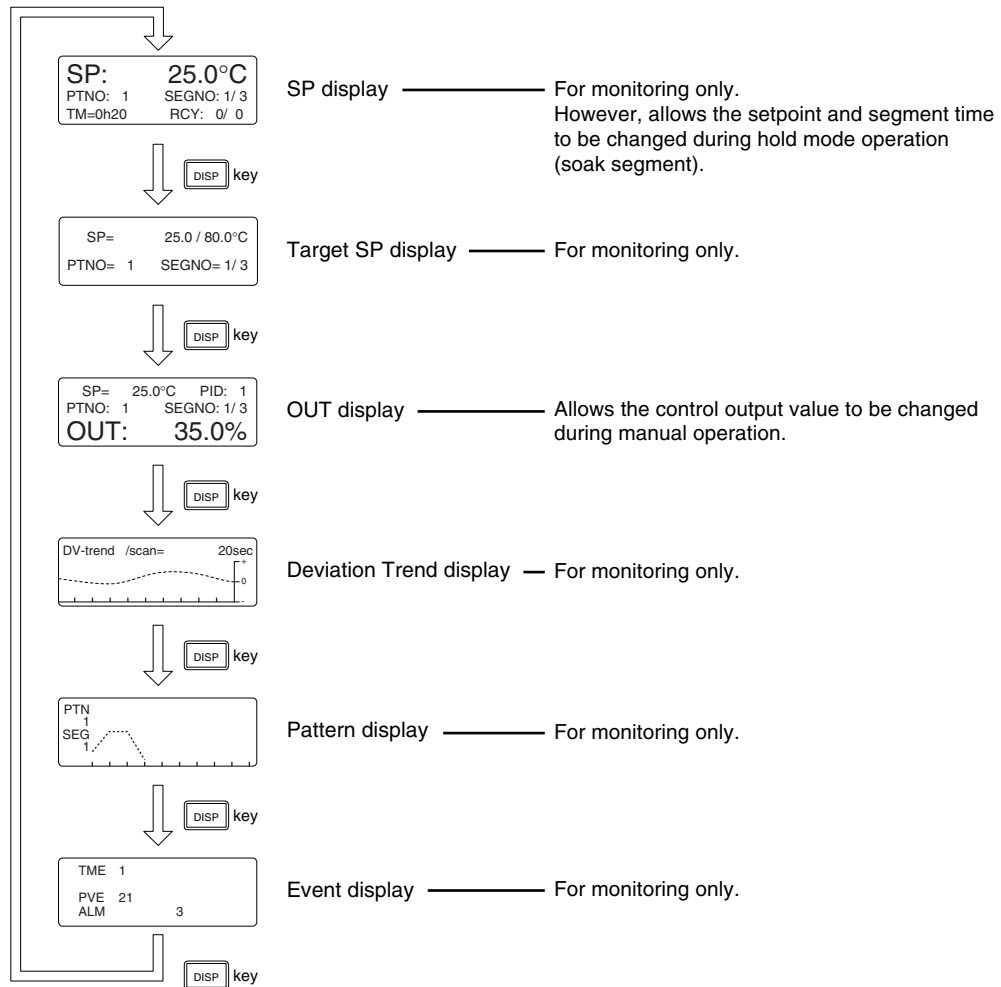 SP: 25.0°C
PTNO: 1 SEGNO: 1/ 3
TM=0h20 RCY: 0/ 0
SP display
For monitoring only.
However, allows the setpoint and segment time
to be changed during hold mode operation
(soak segment).
DISP key
SP= 25.0 / 80.0°C
PTNO= 1 SEGNO= 1/ 3
Target SP display
For monitoring only.
DISP key
SP= 25.0°C PID: 1
PTNO: 1 SEGNO: 1/ 3
OUT: 35.0%
OUT display
Allows the control output value to be changed
during manual operation.
DISP key
DV-trend /scan= 20sec
+
0
-
Deviation Trend display
For monitoring only.
DISP key
PTN
1
SEG
1
Pattern display
For monitoring only.
DISP key
TME 1
PVE 21
ALM 3
Event display
For monitoring only.
DISP key